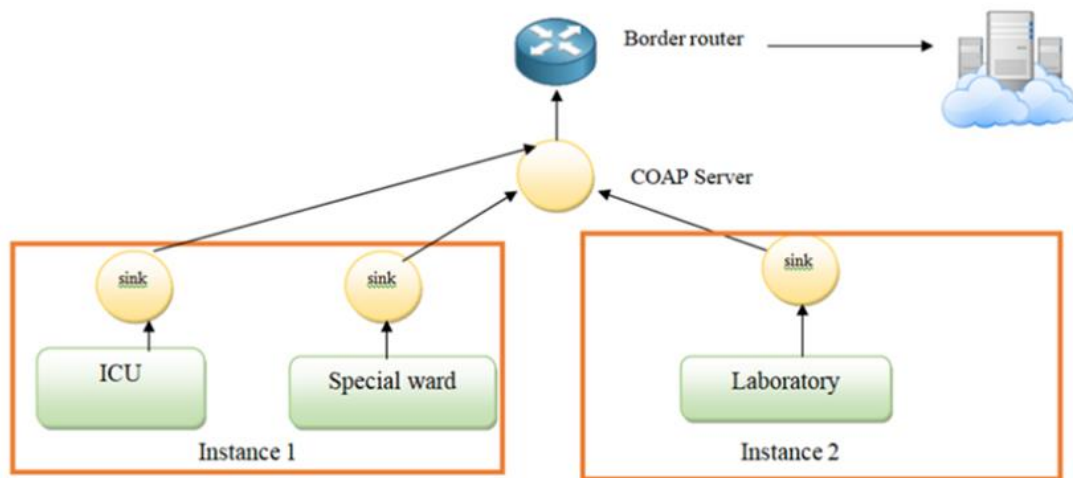 Border router
COAP Server
sink
sink
sink
ICU
Special ward
Laboratory
Instance 1
Instance 2